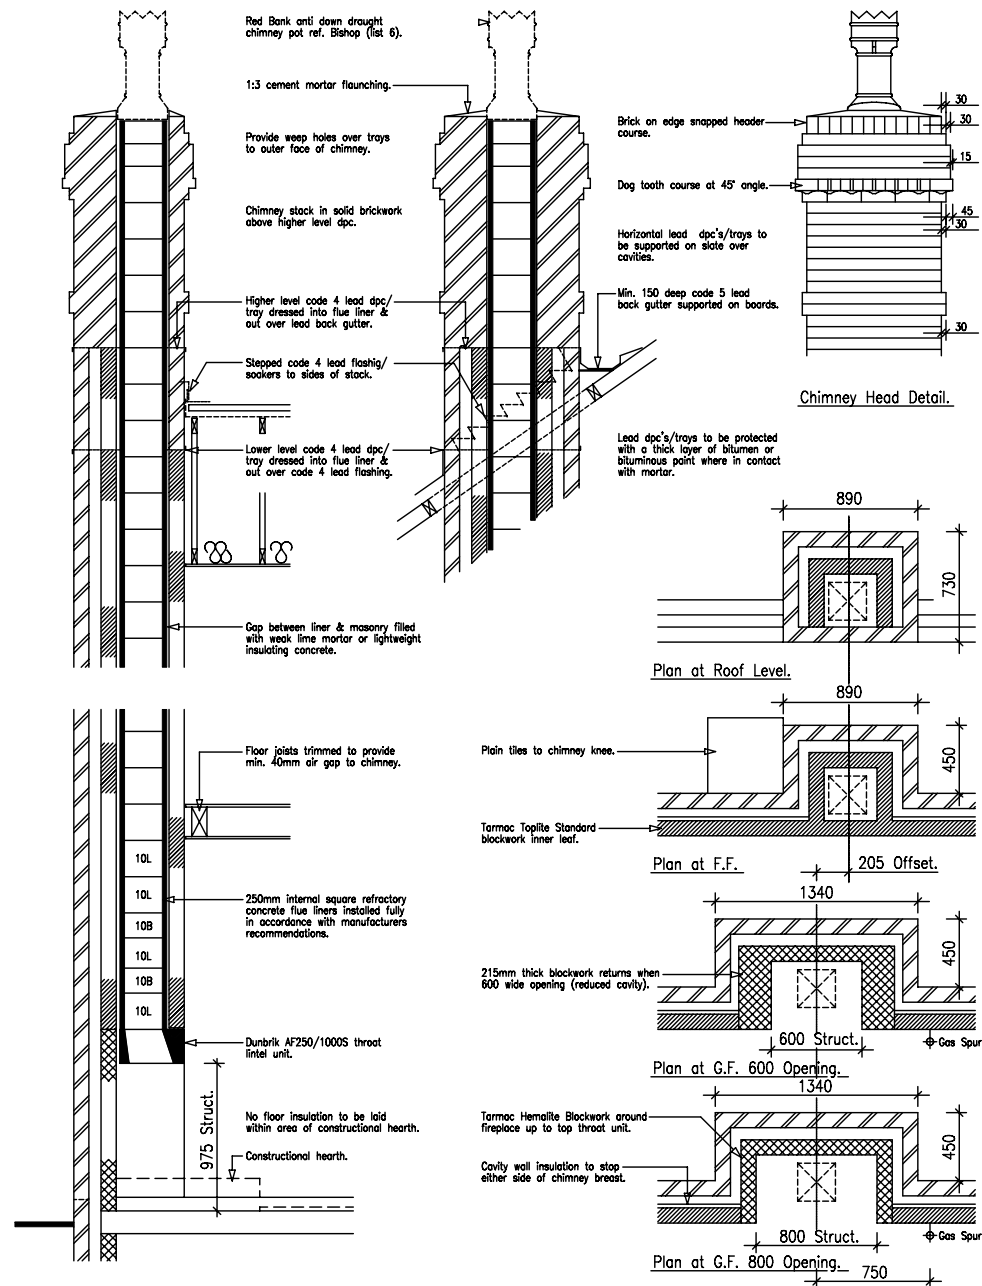 Red Bank anti down draught
chimney pot ref. Bishop (list 6).
1:3 cement mortar flaunching.
Provide weep holes over trays
to outer face of chimney.
Chimney stack in solid brickwork
above higher level dpc.
Higher level code 4 lead dpc/
tray dressed into flue liner &
out over lead back gutter.
Stepped code 4 lead flashig/
soakers to sides of stack.
Lower level code 4 lead dpc/
tray dressed into flue liner &
out over code 4 lead flashing.
Gap between liner & masonry filled
with weak lime mortar or lightweight
insulating concrete.
Brick on edge snapped header
course.
Dog tooth course at 45° angle.
Horizontal lead dpc's/trays to
be supported on slate over
cavities.
Min. 150 deep code 5 lead
back gutter supported on boards.
Lead dpc's/trays to be protected
with a thick layer of bitumen or
bituminous paint where in contact
with mortar.
30
30
15
45
30
30
Chimney Head Detail.
890
730
Plan at Roof Level.
890
450
Plain tiles to chimney knee.
Tarmac Toplite Standard
blockwork inner leaf.
Plan at F.F.
205 Offset.
1340
450
215mm thick blockwork returns when
600 wide opening (reduced cavity).
600 Struct.
Gas Spur
Plan at G.F. 600 Opening.
1340
450
Tarmac Hemalite Blockwork around
fireplace up to top throat unit.
Cavity wall insulation to stop
either side of chimney breast.
800 Struct.
Gas Spur
Plan at G.F. 800 Opening.
750
Floor joists trimmed to provide
min. 40mm air gap to chimney.
10L
10L
10B
10L
10B
10L
250mm internal square refractory
concrete flue liners installed fully
in accordance with manufacturers
recommendations.
Dunbrik AF250/1000S throat
lintel unit.
975 Struct.
No floor insulation to be laid
within area of constructional hearth.
Constructional hearth.